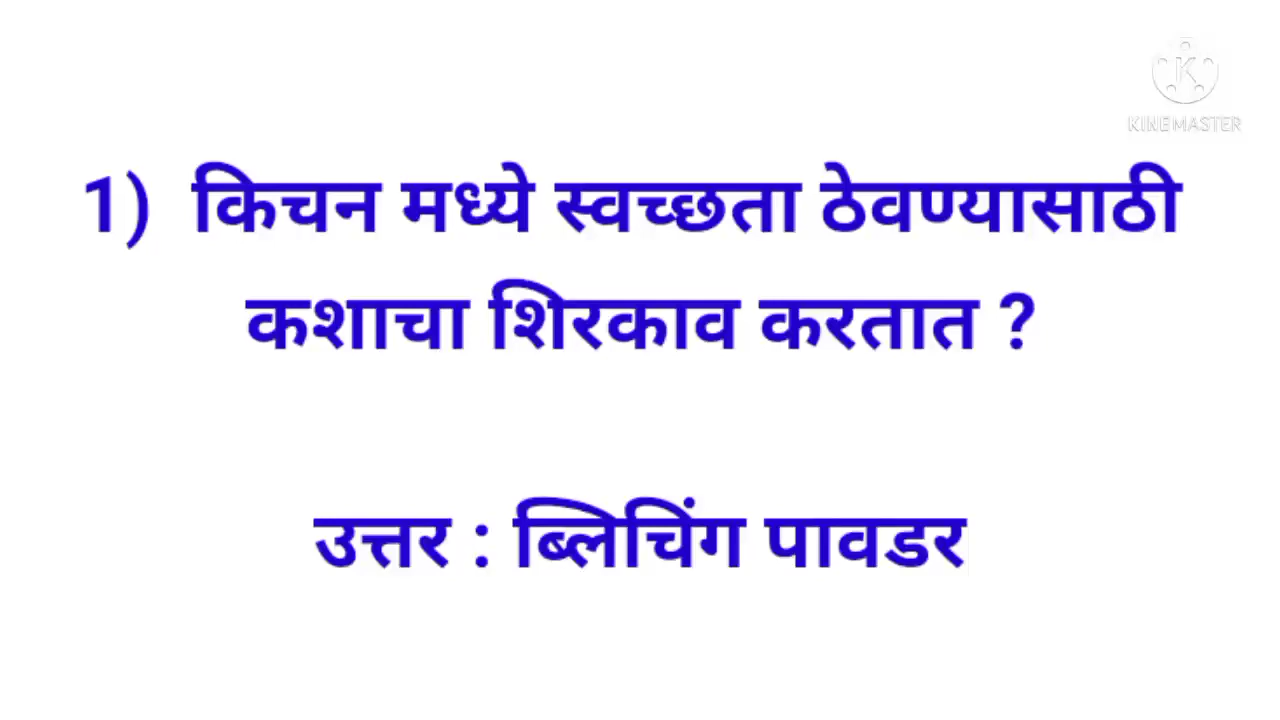 KINEMASTER
1) किचन मध्ये स्वच्छता ठेवण्यासाठी
कशाचा शिरकाव करतात ?
उत्तर : ब्लिचिंग पावडर